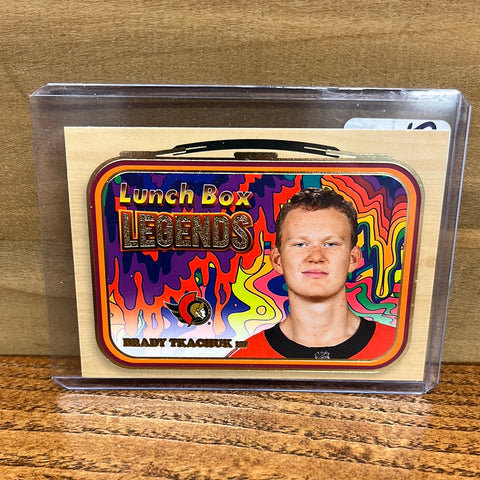 Lunch Box
LEGENDS
BRADY TKACHUK